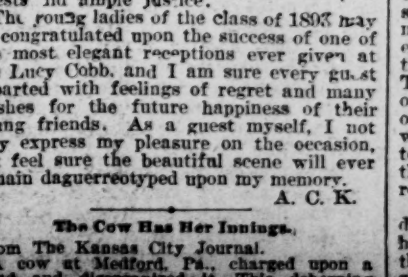 ample justice.
The young ladies of the class of 1893 may
congratulated upon the success of one of
most elegant receptions ever given at
Lucy Cobb, and I am sure every guest
parted with feelings of regret and many
shes for the future happiness of their
ung friends. As a guest myself, I not
y express my pleasure on the occasion,
feel sure the beautiful scene will ever
main daguerreotyped upon my memory.
A. C. K.
The Cow Has Her Innings.
om The Kansas City Journal.
cow at Medford, Pa., charged upon a